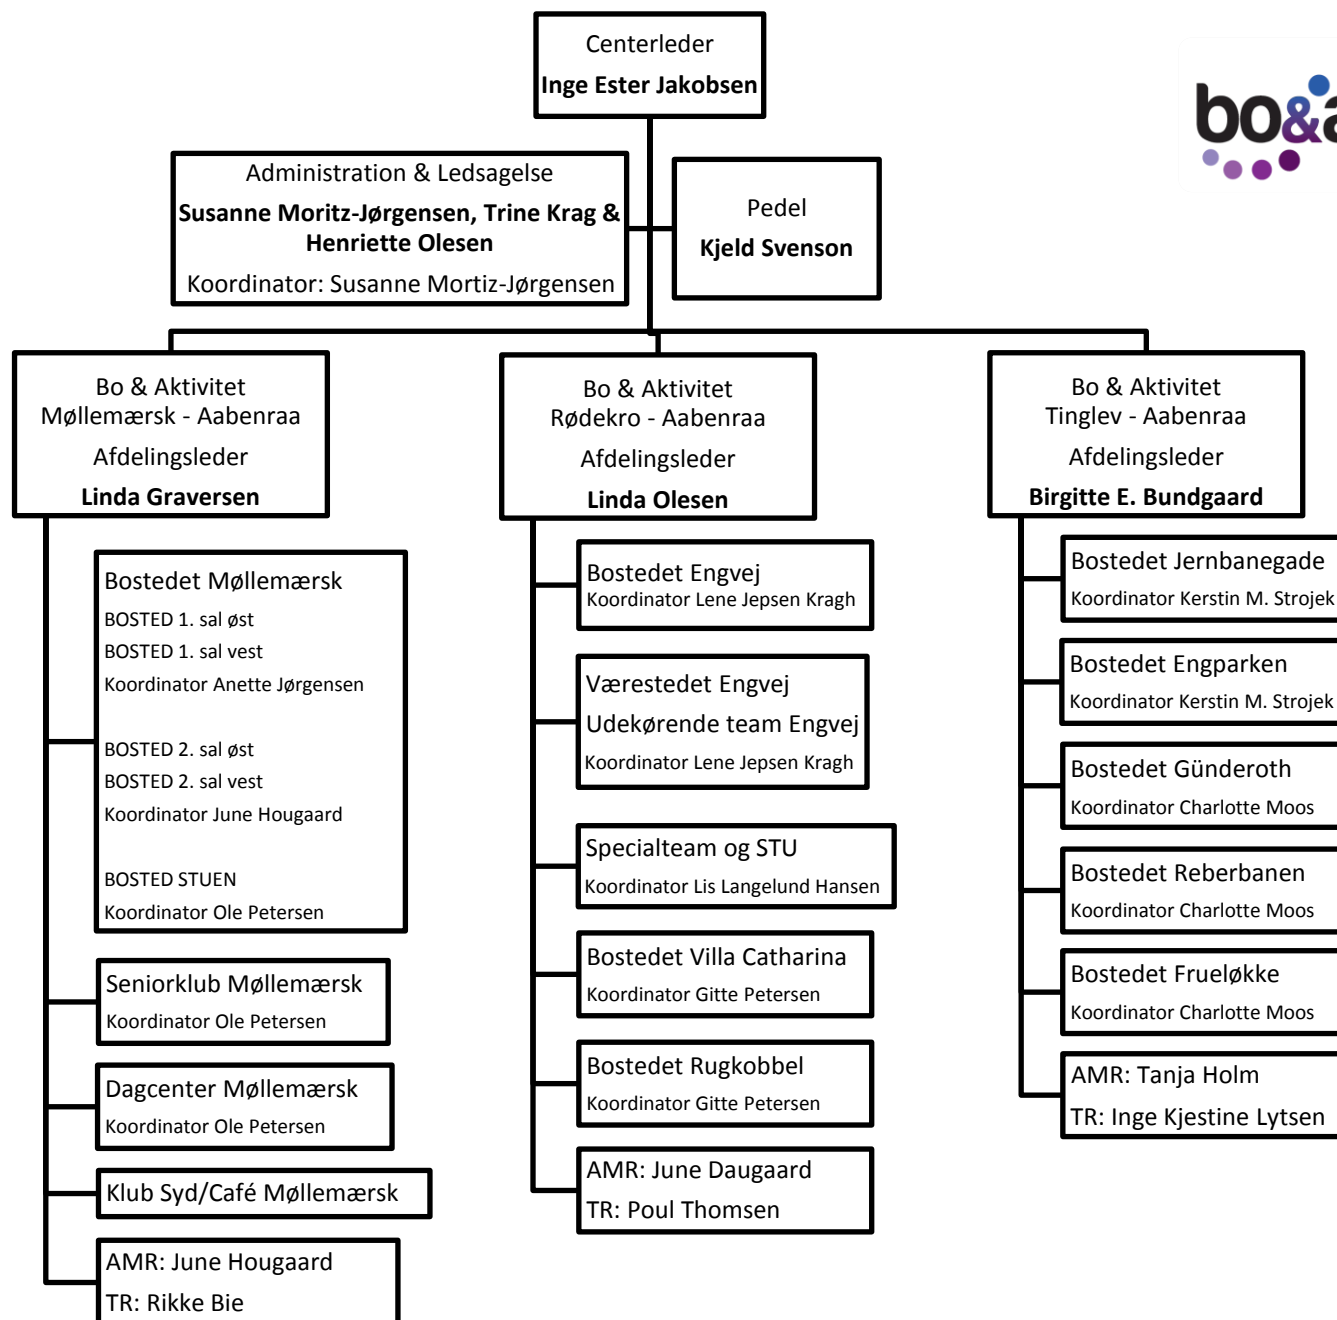 Centerleder
Inge Ester Jakobsen
bo&a
Administration & Ledsagelse
Susanne Moritz-Jørgensen, Trine Krag &
Henriette Olesen
Koordinator: Susanne Mortiz-Jørgensen
Pedel
Kjeld Svenson
Bo & Aktivitet
Møllemærsk - Aabenraa
Afdelingsleder
Linda Graversen
Bostedet Møllemærsk
BOSTED 1. sal øst
BOSTED 1. sal vest
Koordinator Anette Jørgensen
BOSTED 2. sal øst
BOSTED 2. sal vest
Koordinator June Hougaard
BOSTED STUEN
Koordinator Ole Petersen
Seniorklub Møllemærsk
Koordinator Ole Petersen
Dagcenter Møllemærsk
Koordinator Ole Petersen
Klub Syd/Café Møllemærsk
AMR: June Hougaard
TR: Rikke Bie
Bo & Aktivitet
Rødekro - Aabenraa
Afdelingsleder
Linda Olesen
Bostedet Engvej
Koordinator Lene Jepsen Kragh
Værestedet Engvej
Udekørende team Engvej
Koordinator Lene Jepsen Kragh
Specialteam og STU
Koordinator Lis Langelund Hansen
Bostedet Villa Catharina
Koordinator Gitte Petersen
Bostedet Rugkobbel
Koordinator Gitte Petersen
AMR: June Daugaard
TR: Poul Thomsen
Bo & Aktivitet
Tinglev - Aabenraa
Afdelingsleder
Birgitte E. Bundgaard
Bostedet Jernbanegade
Koordinator Kerstin M. Strojek
Bostedet Engparken
Koordinator Kerstin M. Strojek
Bostedet Günderoth
Koordinator Charlotte Moos
Bostedet Reberbanen
Koordinator Charlotte Moos
Bostedet Frueløkke
Koordinator Charlotte Moos
AMR: Tanja Holm
TR: Inge Kjestine Lytsen